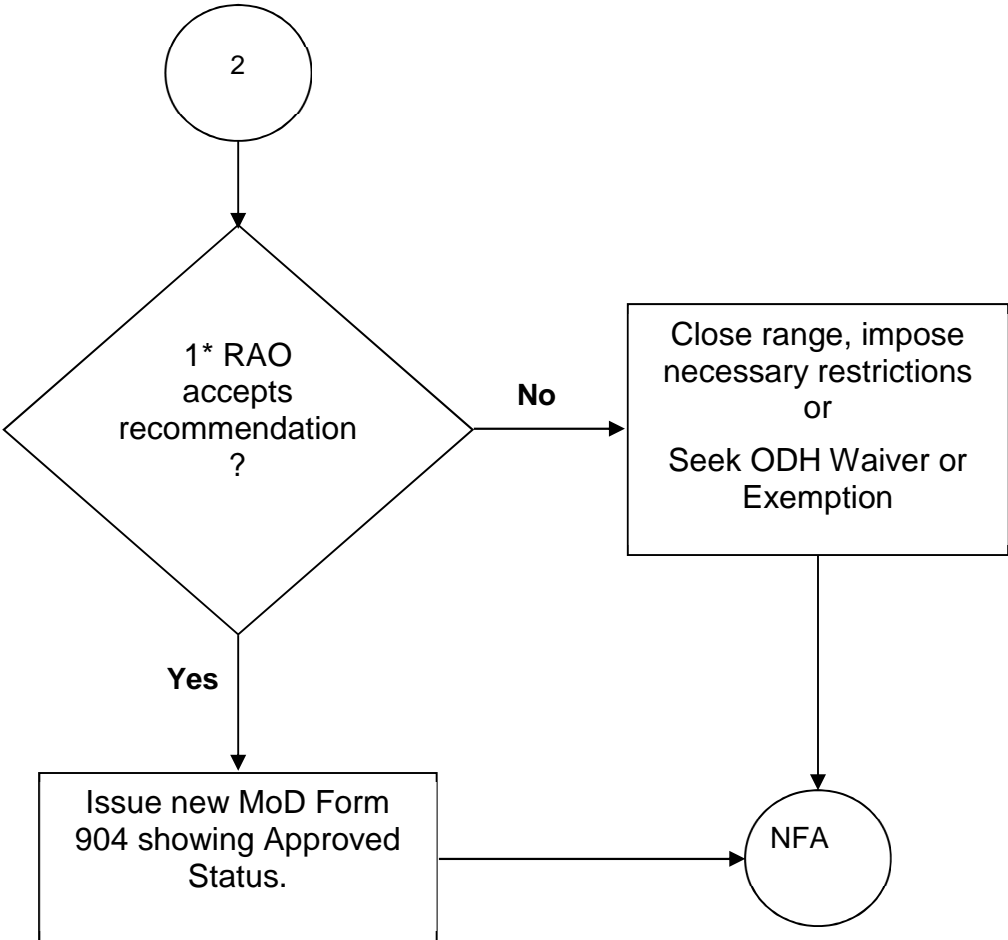 2
1* RAO
accepts
recommendation
?
No
Close range, impose
necessary restrictions
or
Seek ODH Waiver or
Exemption
Yes
Issue new MoD Form
904 showing Approved
Status.
NFA